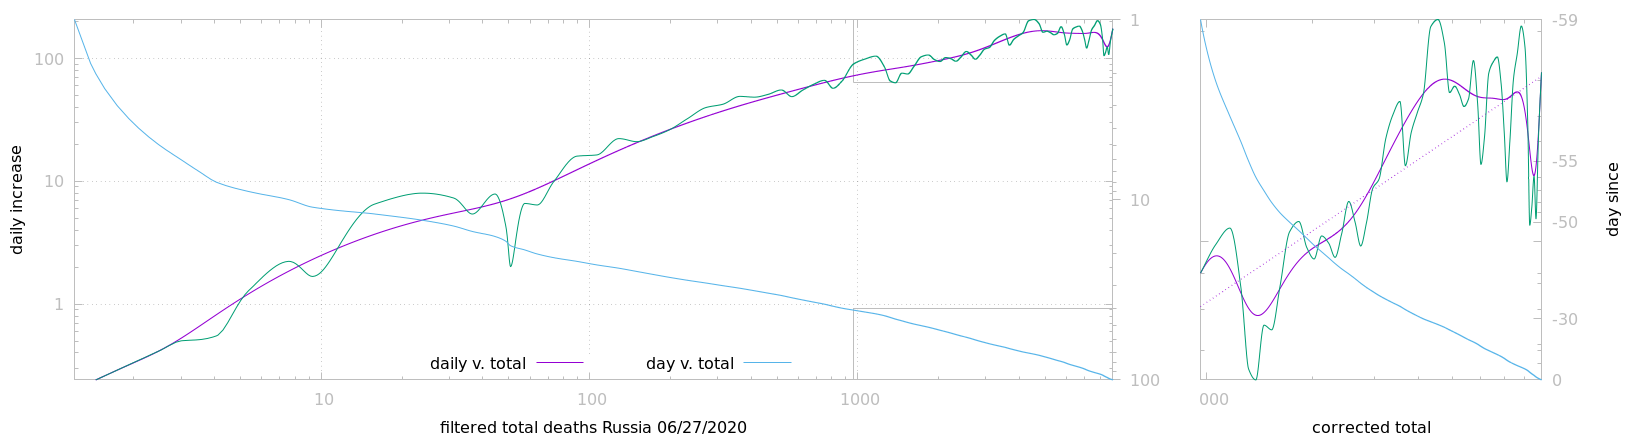 1
-59
100
-55
daily increase
10
10
-50
day since
1
-30
daily v. total
day v. total
100
0
10
100
1000
000
filtered total deaths Russia 06/27/2020
corrected total